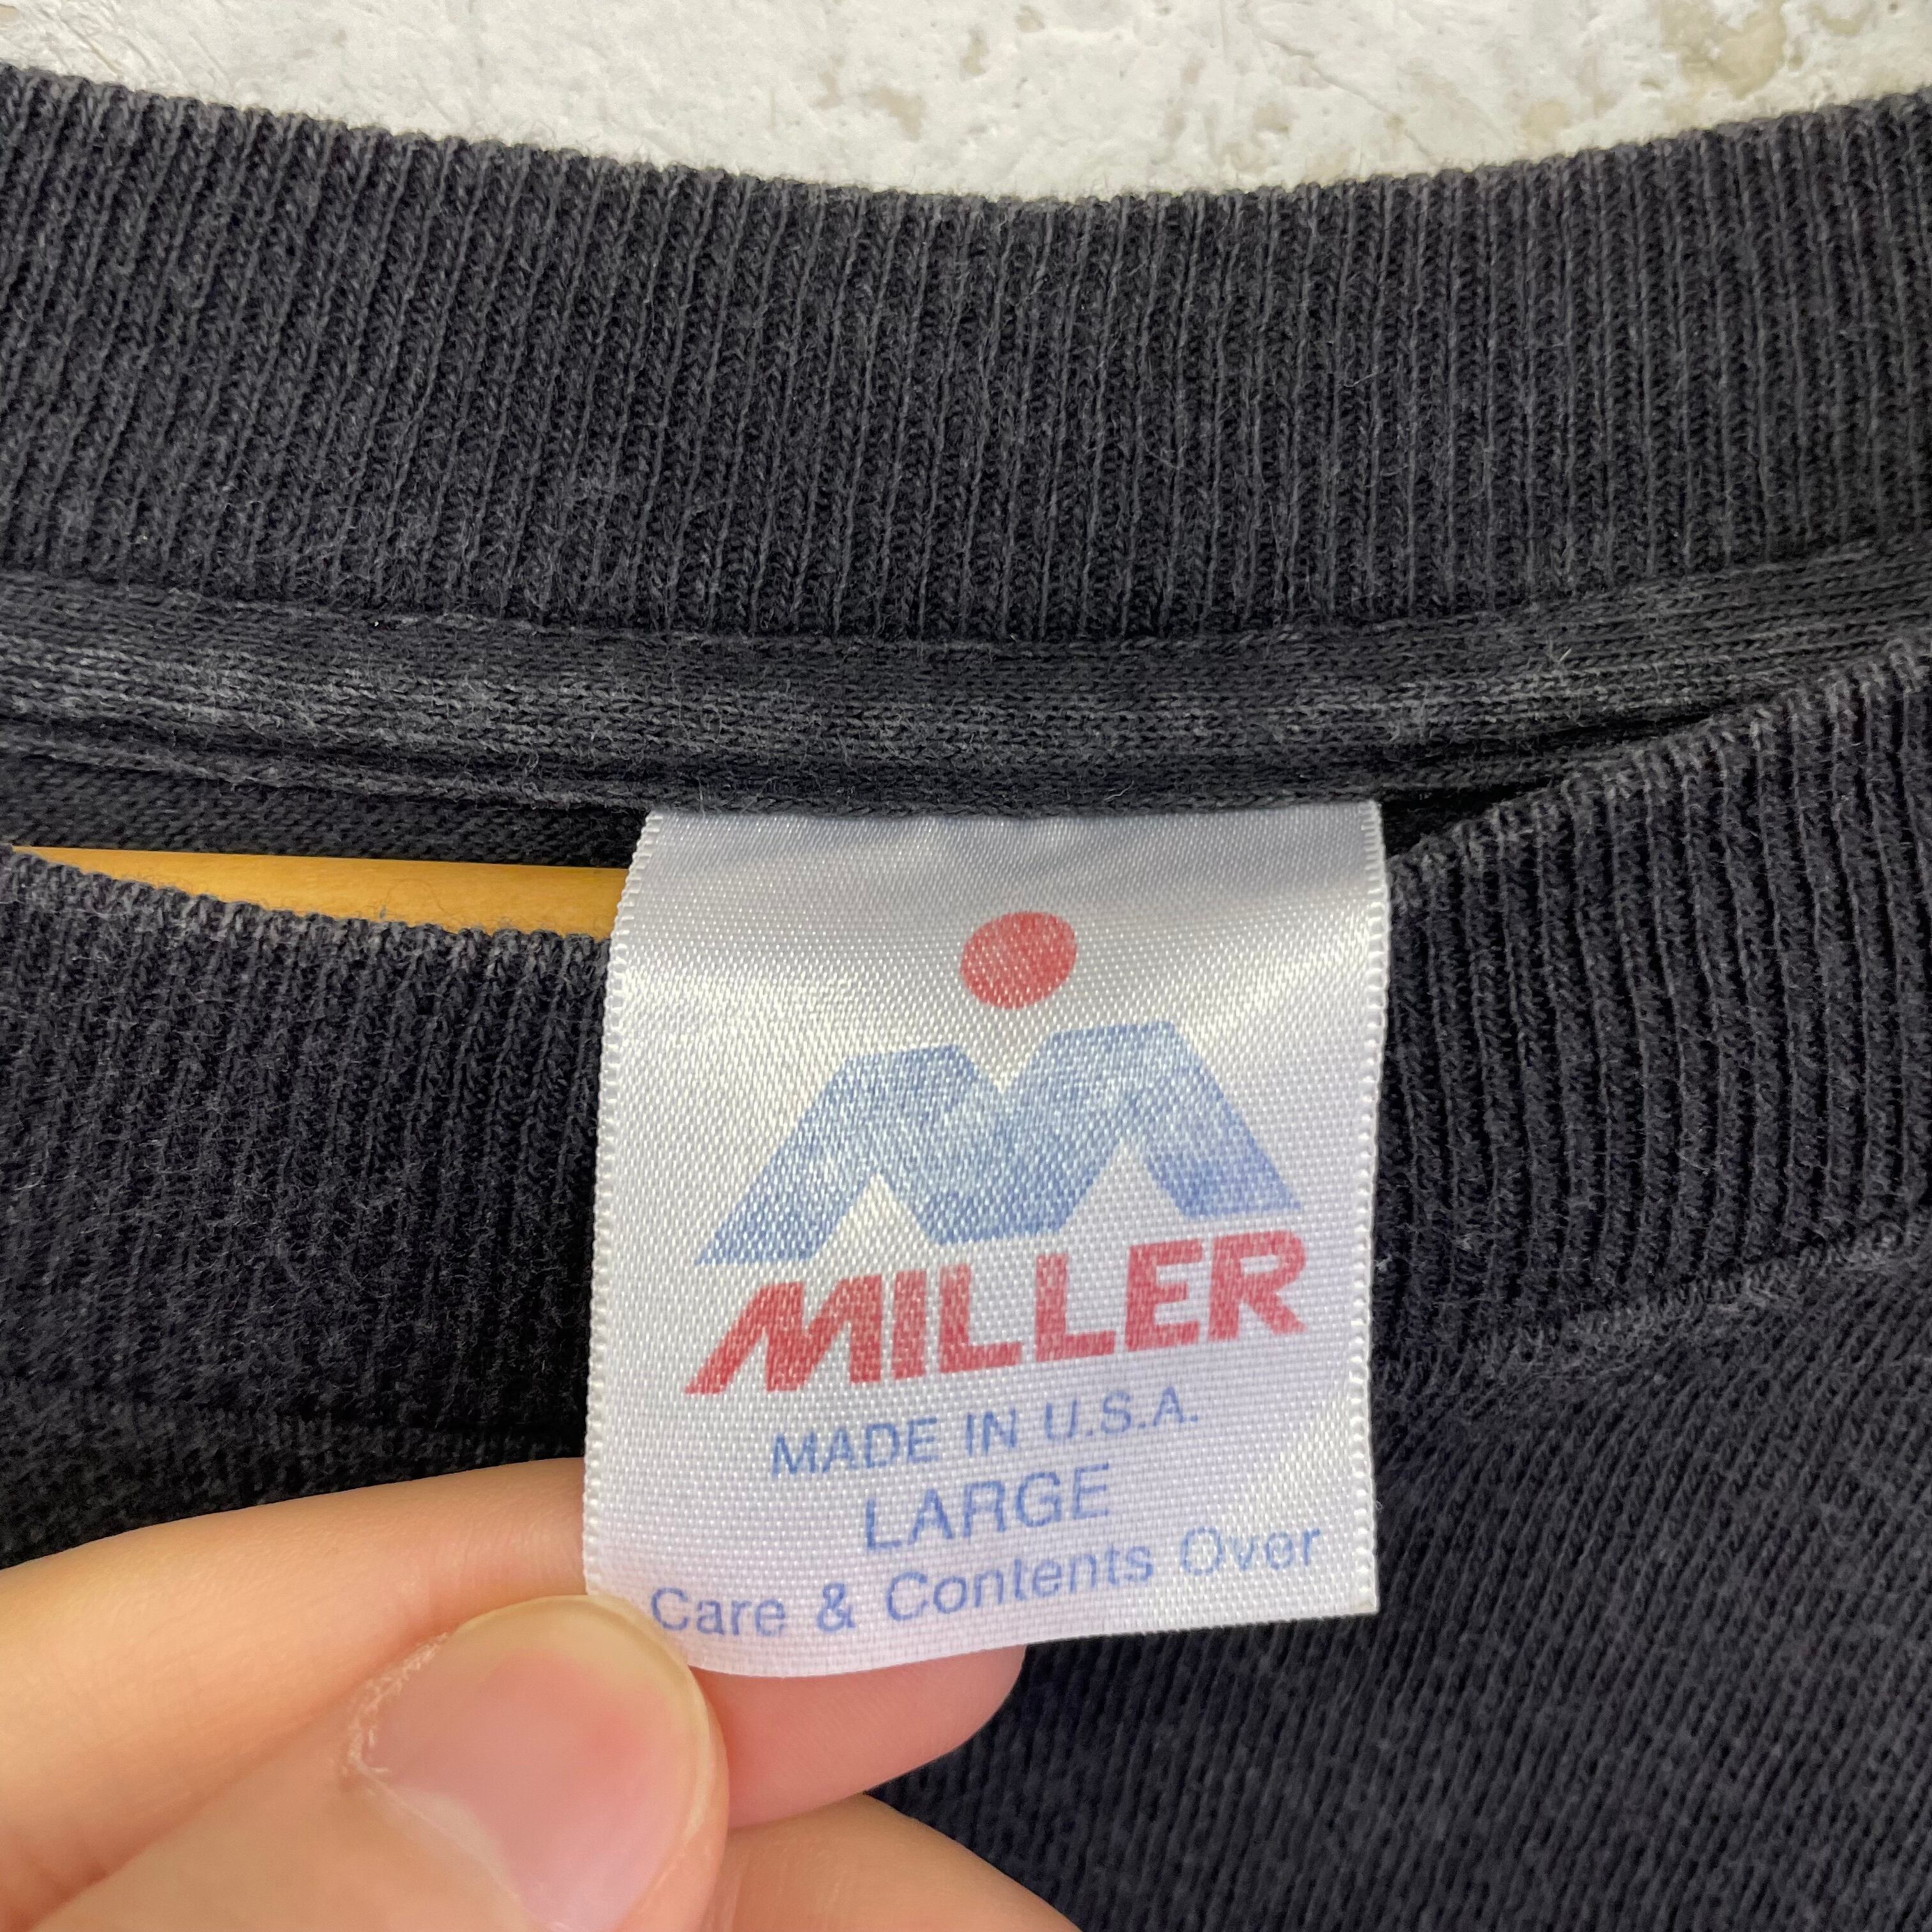 MILLER
MADE IN U.S.A.
LARGE
Care & Contents Over